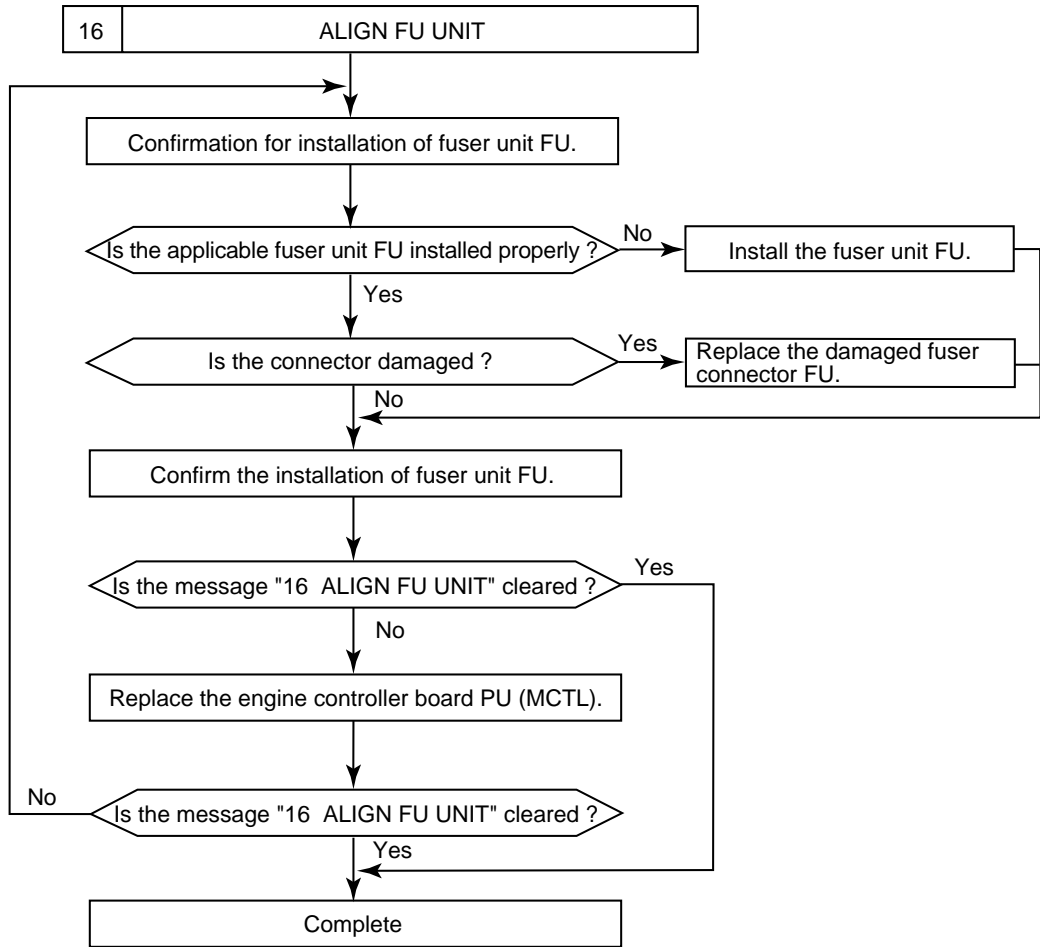 16 ALIGN FU UNIT
Confirmation for installation of fuser unit FU.
Is the applicable fuser unit FU installed properly ?
No
Install the fuser unit FU.
Yes
Is the connector damaged ?
Yes
Replace the damaged fuser
connector FU.
No
Confirm the installation of fuser unit FU.
Is the message "16 ALIGN FU UNIT" cleared ?
Yes
No
Replace the engine controller board PU (MCTL).
No
Is the message "16 ALIGN FU UNIT" cleared ?
Yes
Complete